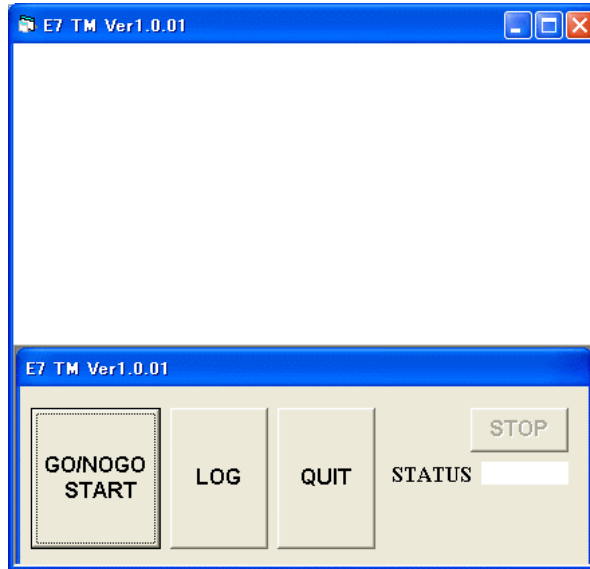 E7 TM Ver1.0.01
E7 TM Ver1.0.01
GO/NOGO
START
LOG
QUIT
STOP
STATUS